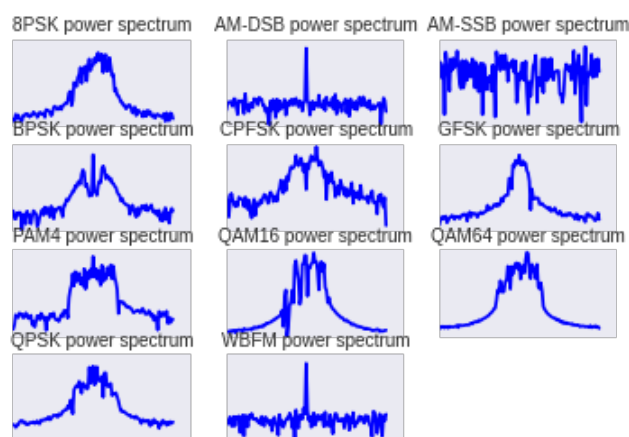 8PSK power spectrum AM-DSB power spectrum AM-SSB power spectrum
BPSK power spectrum CPFSK power spectrum GFSK power spectrum
PAM4 power spectrum QAM16 power spectrum QAM64 power spectrum
QPSK power spectrum WBFM power spectrum